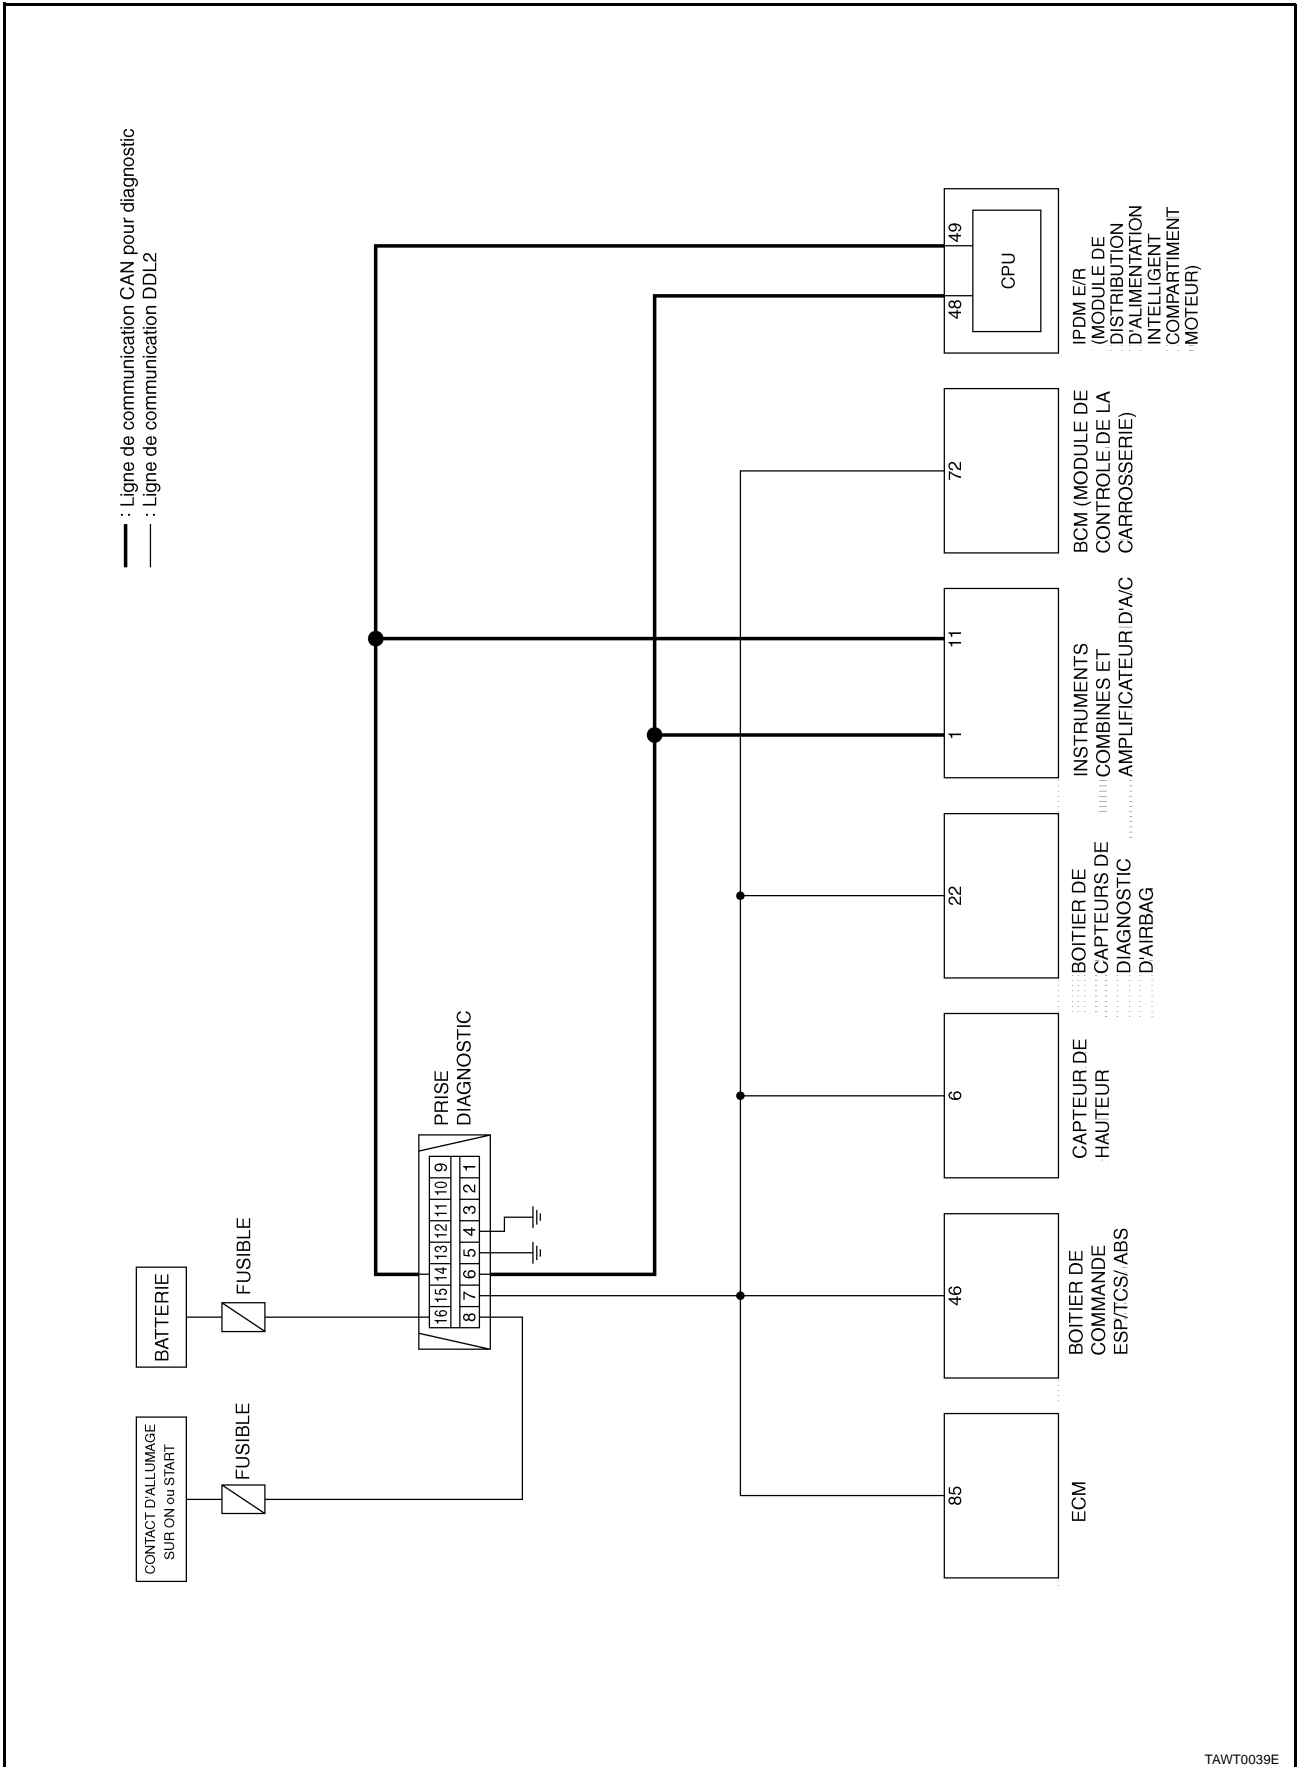 : Ligne de communication CAN pour diagnostic
: Ligne de communication DDL2
CONTACT D'ALLUMAGE
SUR ON ou START
FUSIBLE
BATTERIE
FUSIBLE
PRISE
DIAGNOSTIC
16 15 14 13 12 11 10 9
8 7 6 5 4 3 2 1
85
ECM
46
BOITIER DE
COMMANDE
ESP/TCS/ ABS
6
CAPTEUR DE
HAUTEUR
22
BOITIER DE
CAPTEURS DE
DIAGNOSTIC
D'AIRBAG
1
11
INSTRUMENTS
COMBINES ET
AMPLIFICATEUR D'A/C
72
BCM (MODULE DE
CONTROLE DE LA
CARROSSERIE)
48
49
CPU
IPDM E/R
(MODULE DE
DISTRIBUTION
D'ALIMENTATION
INTELLIGENT
COMPARTIMENT
MOTEUR)
TAWT0039E